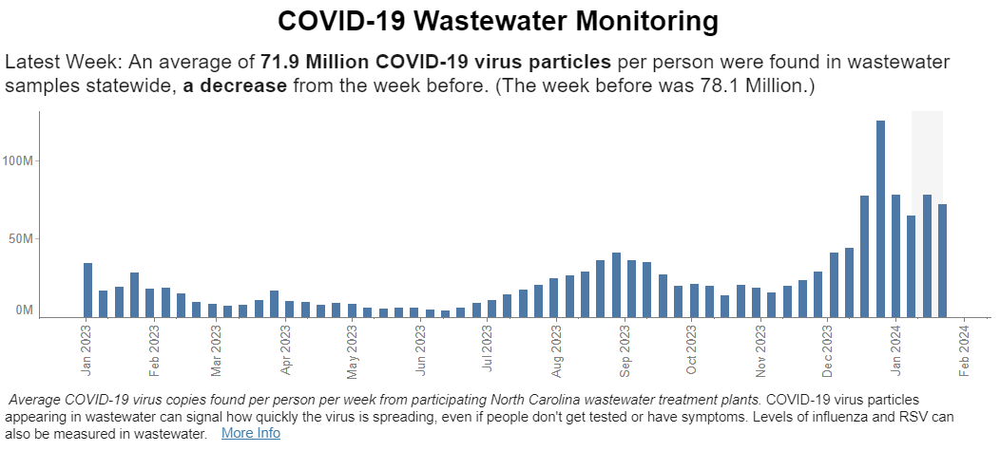 COVID-19 Wastewater Monitoring
Latest Week: An average of 71.9 Million COVID-19 virus particles per person were found in wastewater
samples statewide, a decrease from the week before. (The week before was 78.1 Million.)
100M
50M
0M
Jan 2023
Feb 2023
Mar 2023
Apr 2023
May 2023
Jun 2023
Jul 2023
Aug 2023
Sep 2023
Oct 2023
Nov 2023
Dec 2023
Jan 2024
Feb 2024
Average COVID-19 virus copies found per person per week from participating North Carolina wastewater treatment plants. COVID-19 virus particles
appearing in wastewater can signal how quickly the virus is spreading, even if people don't get tested or have symptoms. Levels of influenza and RSV can
also be measured in wastewater. More Info